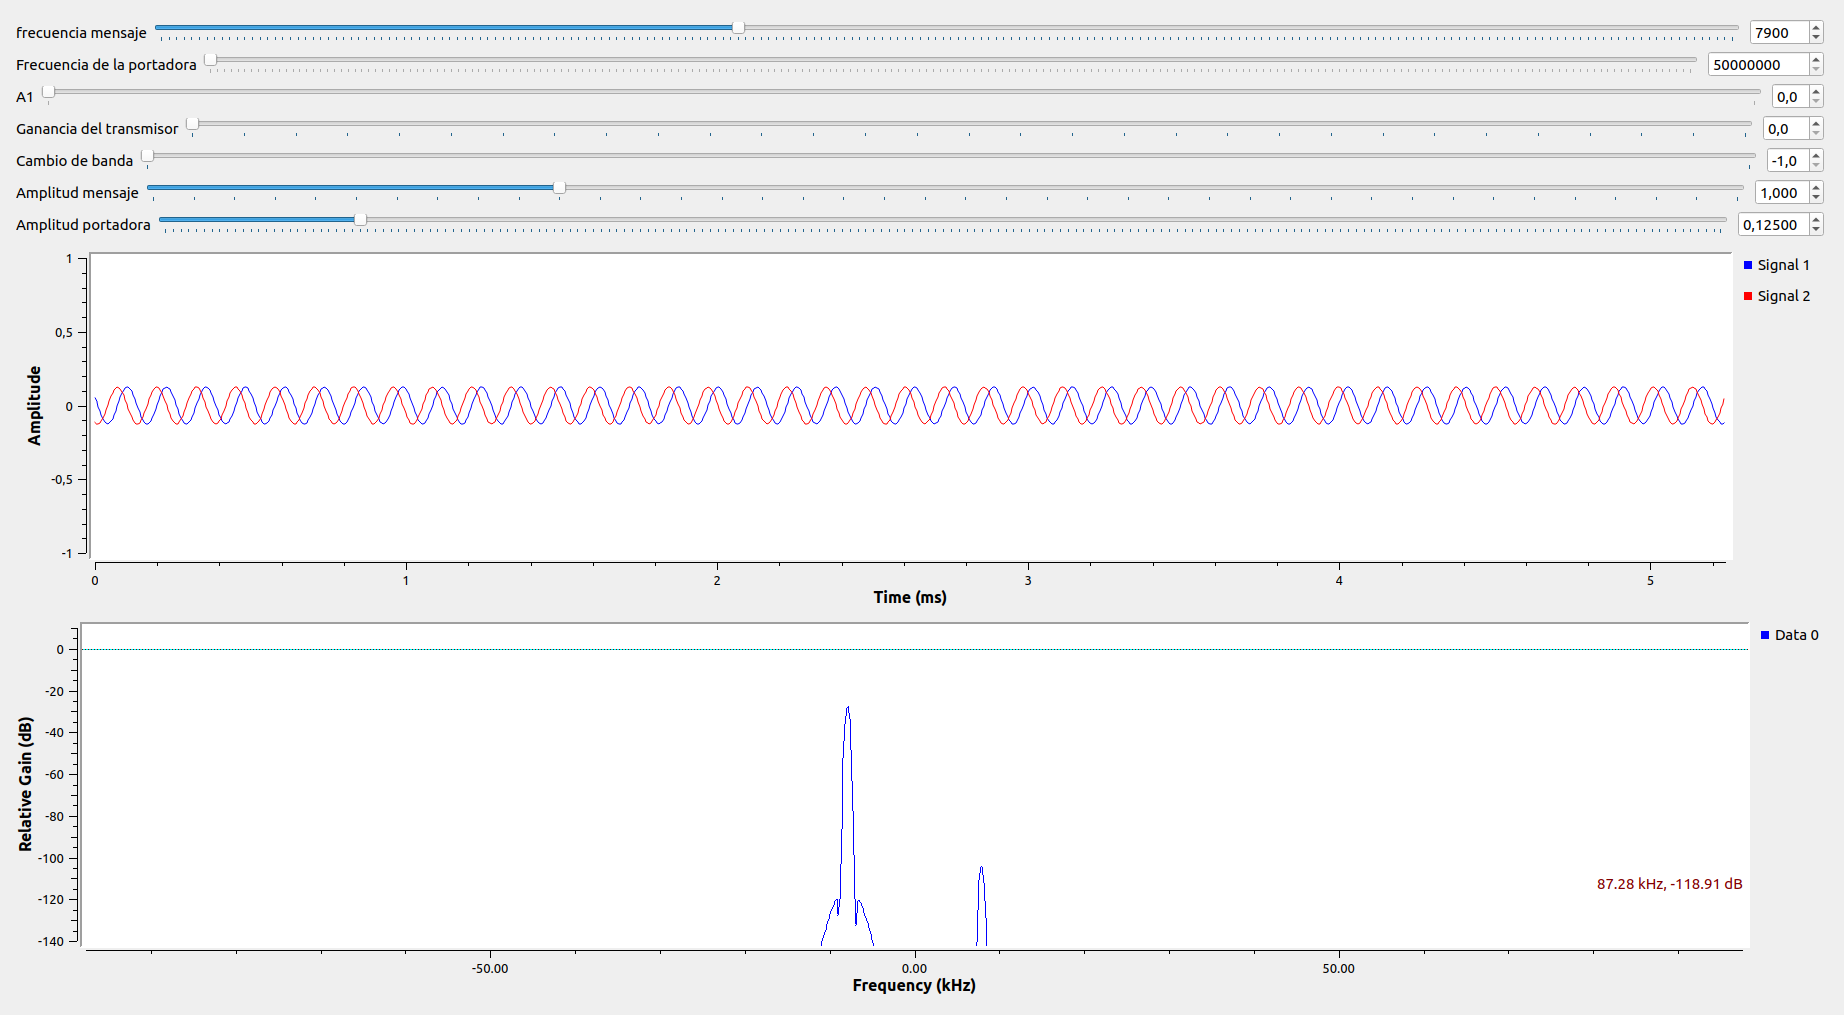 frecuencia mensaje 7900
Frecuencia de la portadora 50000000
A1 0,0
Ganancia del transmisor 0,0
Cambio de banda -1,0
Amplitud mensaje 1,000
Amplitud portadora 0,12500
Signal 1
Signal 2
Amplitude
1
0,5
0
-0,5
-1
0 1 2 3 4 5
Time (ms)
Data 0
Relative Gain (dB)
0
-20
-40
-60
-80
-100
-120
-140
87.28 kHz, -118.91 dB
-50.00 0.00 50.00
Frequency (kHz)